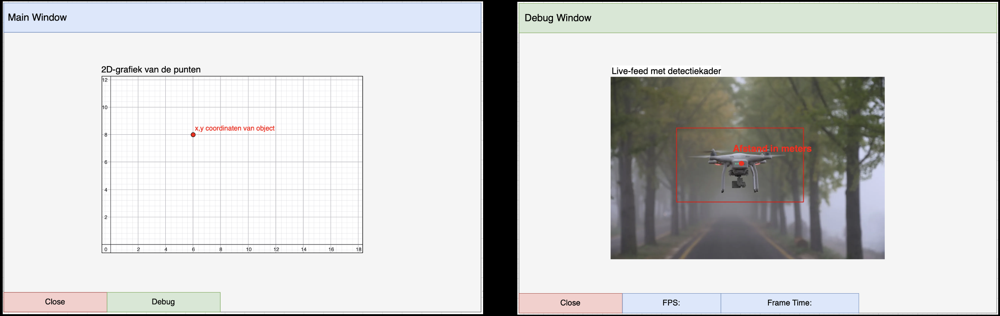 Main Window
2D-grafiek van de punten
12
10
x,y coordinaten van object
8
6
4
2
0 2 4 6 8 10 12 14 16 18
Close Debug
Debug Window
Live-feed met detectiekader
Afstand in meters
Close FPS: Frame Time: